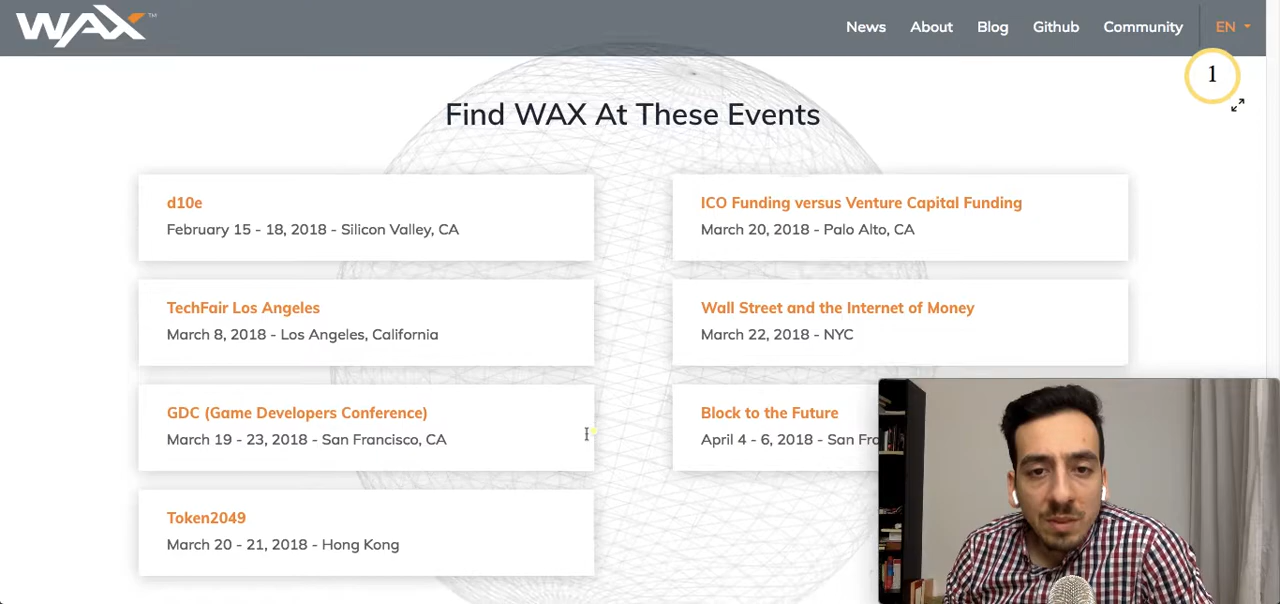 WAX™
News About Blog Github Community EN
1
Find WAX At These Events
d10e
February 15 - 18, 2018 - Silicon Valley, CA
ICO Funding versus Venture Capital Funding
March 20, 2018 - Palo Alto, CA
TechFair Los Angeles
March 8, 2018 - Los Angeles, California
Wall Street and the Internet of Money
March 22, 2018 - NYC
GDC (Game Developers Conference)
March 19 - 23, 2018 - San Francisco, CA
Block to the Future
April 4 - 6, 2018 - San Fra
Token2049
March 20 - 21, 2018 - Hong Kong